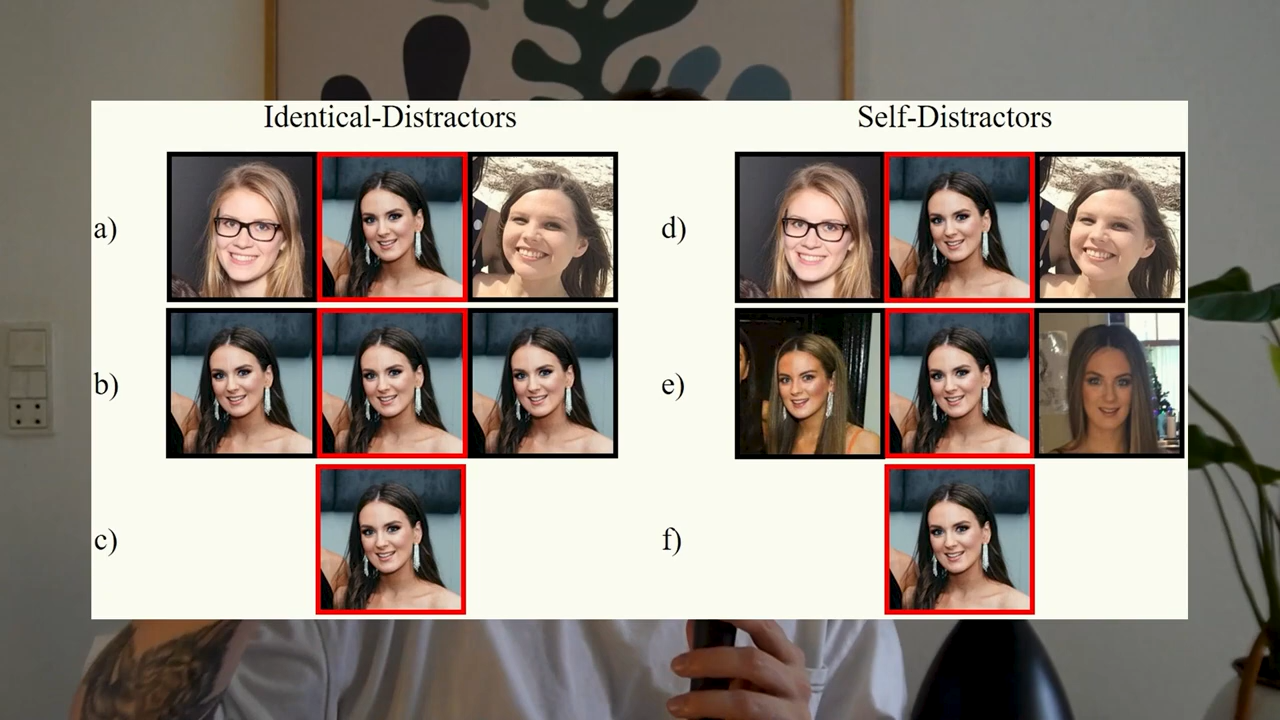 Identical-Distractors
Self-Distractors
a)
d)
b)
e)
c)
f)